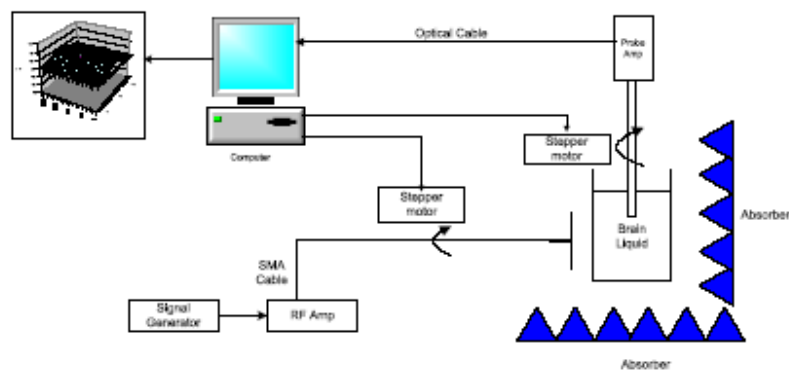 Optical Cable
Probe
Amp
Computer
Stepper
motor
Stepper
motor
Brain
Liquid
Absorber
SMA
Cable
Signal
Generator
RF Amp
Absorber